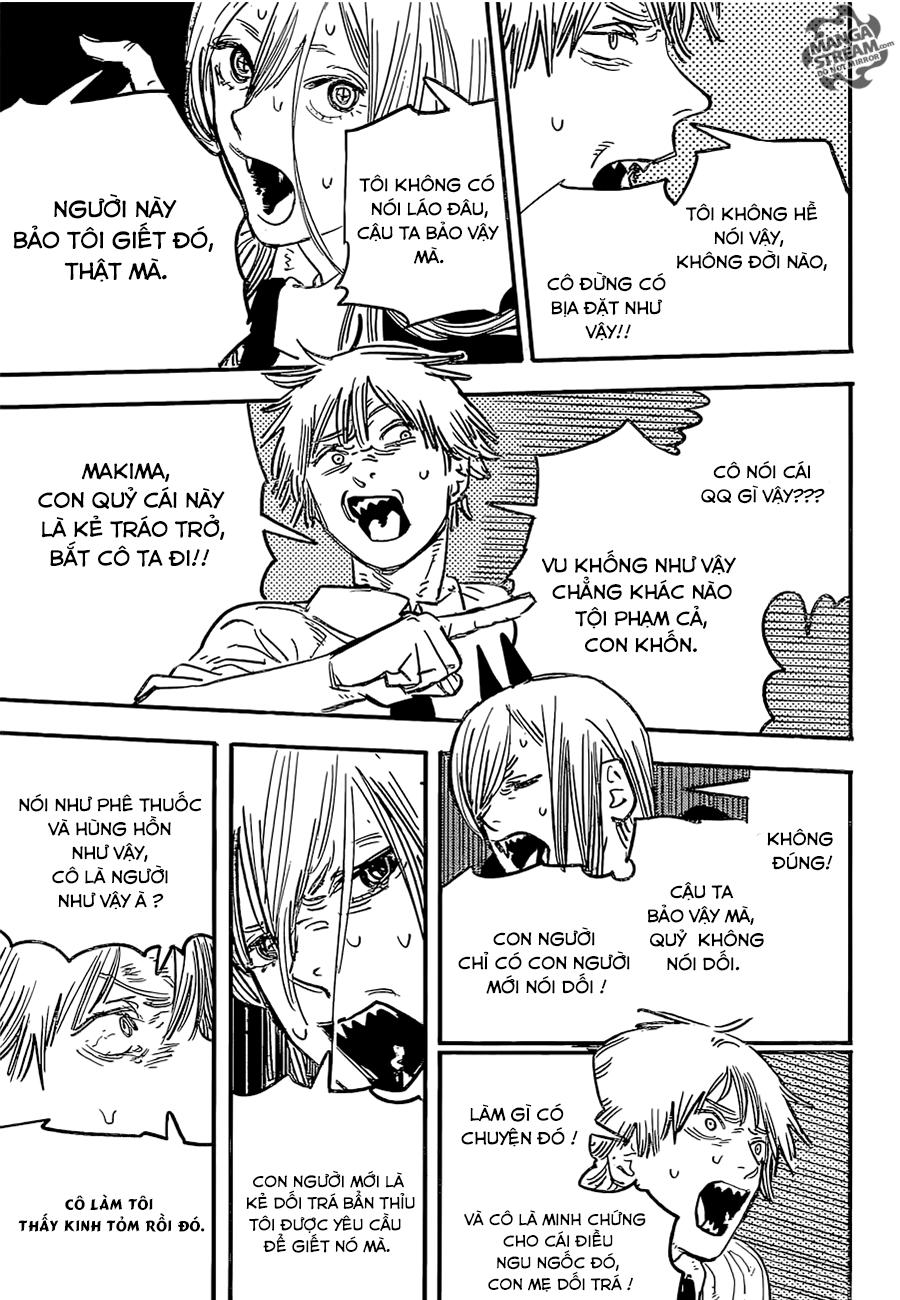 MANGA
STREAM.com
DO NOT MIRROR
TÔI KHÔNG HỀ
NÓI VẬY,
KHÔNG ĐỜI NÀO,
CÔ ĐỪNG CÓ
BỊA ĐẶT NHƯ
VẬY!!
TÔI KHÔNG CÓ
NÓI LÁO ĐÂU,
CẬU TA BẢO VẬY
MÀ.
NGƯỜI NÀY
BẢO TÔI GIẾT ĐÓ,
THẬT MÀ.
CÔ NÓI CÁI
QQ GÌ VẬY???
VU KHỐNG NHƯ VẬY
CHẲNG KHÁC NÀO
TỘI PHẠM CẢ,
CON KHỐN.
MAKIMA,
CON QUỶ CÁI NÀY
LÀ KẺ TRÁO TRỞ,
BẮT CÔ TA ĐI!!
KHÔNG
ĐÚNG!
CẬU TA
BẢO VẬY MÀ,
QUỶ KHÔNG
NÓI DỐI.
CON NGƯỜI
CHỈ CÓ CON NGƯỜI
MỚI NÓI DỐI !
LÀM GÌ CÓ
CHUYỆN ĐÓ !
VÀ CÔ LÀ MINH CHỨNG
CHO CÁI ĐIỀU
NGU NGỐC ĐÓ,
CON MẸ DỐI TRÁ !
CON NGƯỜI MỚI LÀ
KẺ DỐI TRÁ BẨN THỈU
TÔI ĐƯỢC YÊU CẦU
ĐỂ GIẾT NÓ MÀ.
NÓI NHƯ PHÊ THUỐC
VÀ HÙNG HỒN
NHƯ VẬY,
CÔ LÀ NGƯỜI
NHƯ VẬY À ?
CÔ LÀM TÔI
THẤY KINH TỞM RỒI ĐÓ.